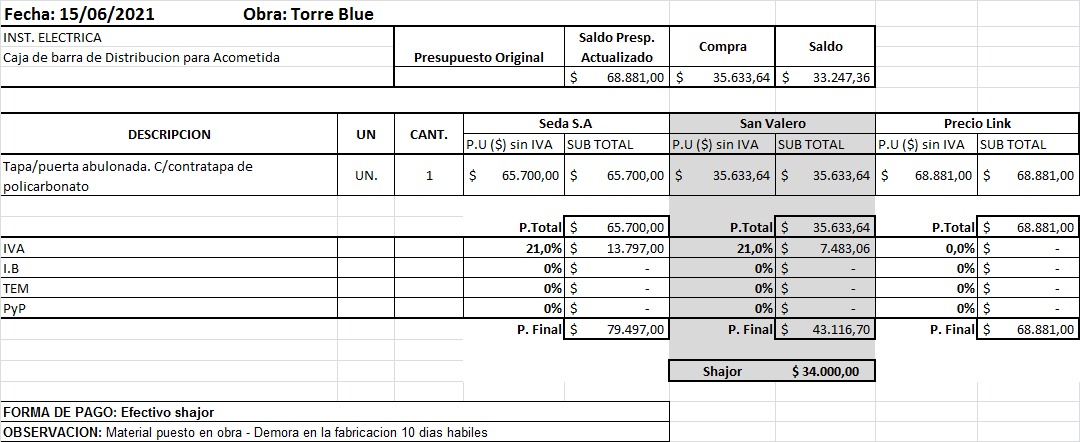 Fecha: 15/06/2021 Obra: Torre Blue
INST. ELECTRICA
Caja de barra de Distribucion para Acometida
Presupuesto Original Saldo Presp. Actualizado Compra Saldo
$ 68.881,00 $ 35.633,64 $ 33.247,36
DESCRIPCION UN CANT. Seda S.A San Valero Precio Link
P.U ($) sin IVA SUB TOTAL P.U ($) sin IVA SUB TOTAL P.U ($) sin IVA SUB TOTAL
Tapa/puerta abulonada. C/contratapa de
policarbonato
UN. 1 $ 65.700,00 $ 65.700,00 $ 35.633,64 $ 35.633,64 $ 68.881,00 $ 68.881,00
P.Total $ 65.700,00 P.Total $ 35.633,64 P.Total $ 68.881,00
IVA 21,0% $ 13.797,00 21,0% $ 7.483,06 0,0% $ -
I.B 0% $ - 0% $ - 0% $ -
TEM 0% $ - 0% $ - 0% $ -
PyP 0% $ - 0% $ - 0% $ -
P. Final $ 79.497,00 P. Final $ 43.116,70 P. Final $ 68.881,00
Shajor $ 34.000,00
FORMA DE PAGO: Efectivo shajor
OBSERVACION: Material puesto en obra - Demora en la fabricacion 10 dias habiles